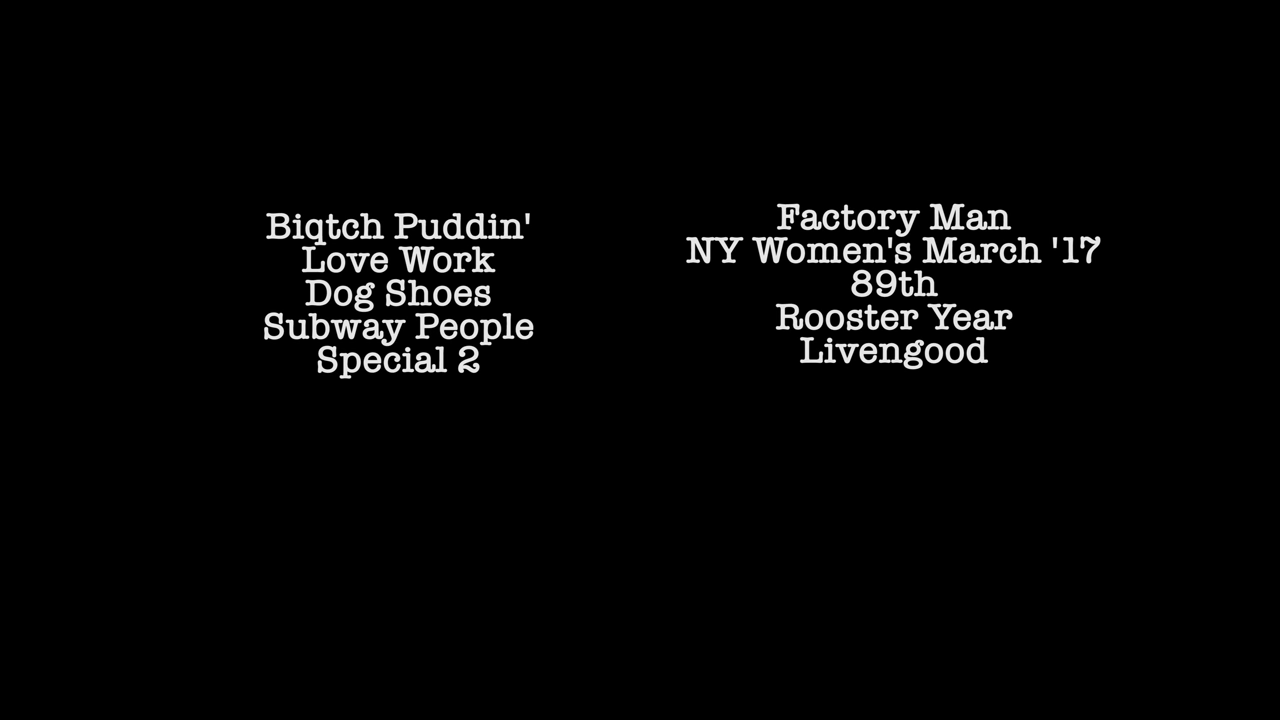 Biqtch Puddin'
Love Work
Dog Shoes
Subway People
Special 2
Factory Man
NY Women's March '17
89th
Rooster Year
Livengood